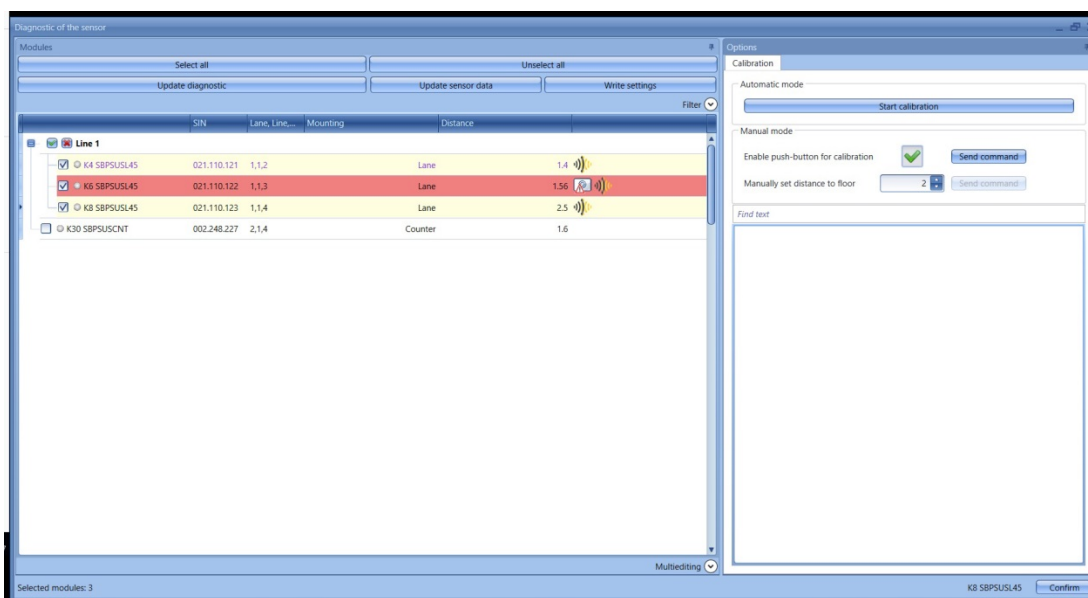 Diagnostic of the sensor
Modules
Select all Unselect all
Update diagnostic Update sensor data Write settings
Filter
SIN Lane, Line,... Mounting Distance
Line 1
K4 SBPSUSL45 021.110.121 1,1,2 Lane 1.4
K6 SBPSUSL45 021.110.122 1,1,3 Lane 1.56
K8 SBPSUSL45 021.110.123 1,1,4 Lane 2.5
K30 SBPSUSCNT 002.248.227 2,1,4 Counter 1.6
Multiediting
Selected modules: 3
Options
Calibration
Automatic mode
Start calibration
Manual mode
Enable push-button for calibration Send command
Manually set distance to floor 2 Send command
Find text
K8 SBPSUSL45 Confirm